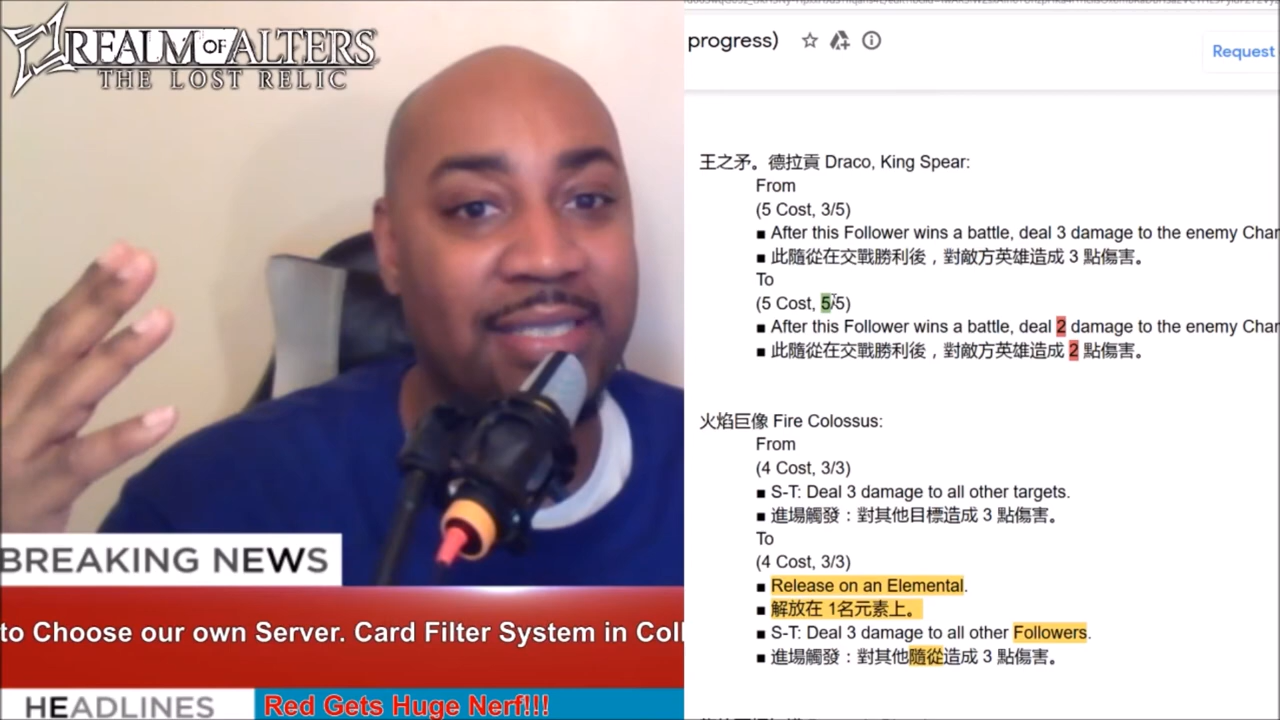 REALM OF ALTERS
THE LOST RELIC
BREAKING NEWS
to Choose our own Server. Card Filter System in Coll
HEADLINES
Red Gets Huge Nerf!!!
progress)
Request
王之矛。德拉貢 Draco, King Spear:
From
(5 Cost, 3/5)
■ After this Follower wins a battle, deal 3 damage to the enemy Char
■ 此隨從在交戰勝利後，對敵方英雄造成 3 點傷害。
To
(5 Cost, 5/5)
■ After this Follower wins a battle, deal 2 damage to the enemy Char
■ 此隨從在交戰勝利後，對敵方英雄造成 2 點傷害。
火焰巨像 Fire Colossus:
From
(4 Cost, 3/3)
■ S-T: Deal 3 damage to all other targets.
■ 進場觸發：對其他目標造成 3 點傷害。
To
(4 Cost, 3/3)
■ Release on an Elemental.
■ 解放在 1名元素上。
■ S-T: Deal 3 damage to all other Followers.
■ 進場觸發：對其他隨從造成 3 點傷害。